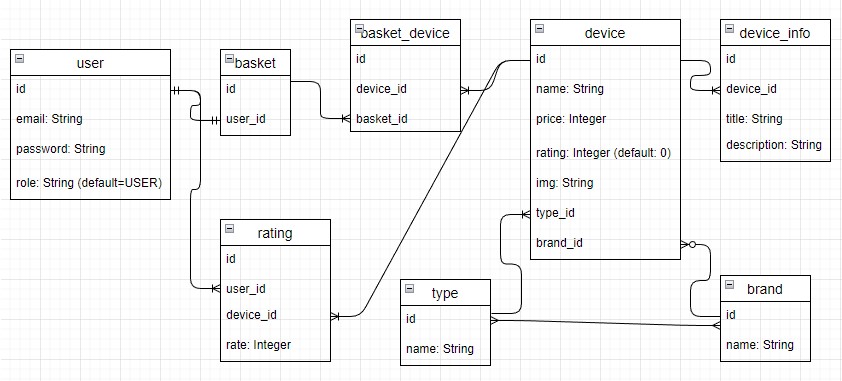 user
id
email: String
password: String
role: String (default=USER)
basket
id
user_id
basket_device
id
device_id
basket_id
device
id
name: String
price: Integer
rating: Integer (default: 0)
img: String
type_id
brand_id
device_info
id
device_id
title: String
description: String
rating
id
user_id
device_id
rate: Integer
type
id
name: String
brand
id
name: String